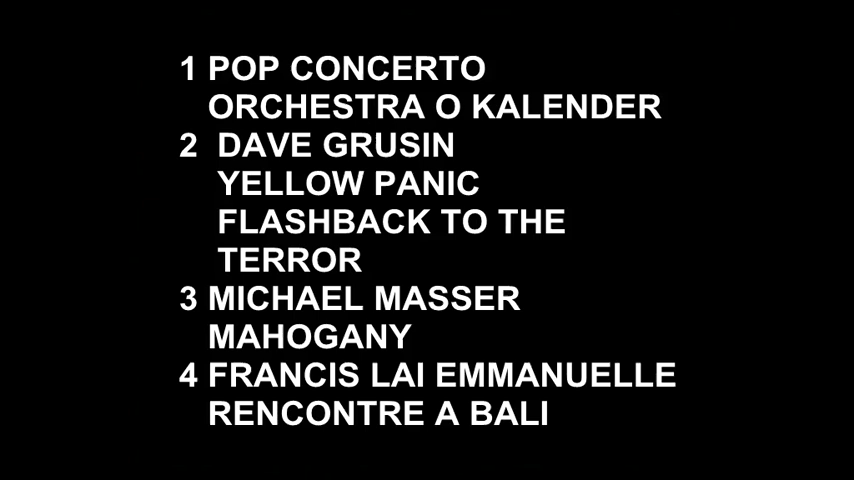 1 POP CONCERTO
ORCHESTRA O KALENDER
2 DAVE GRUSIN
YELLOW PANIC
FLASHBACK TO THE
TERROR
3 MICHAEL MASSER
MAHOGANY
4 FRANCIS LAI EMMANUELLE
RENCONTRE A BALI